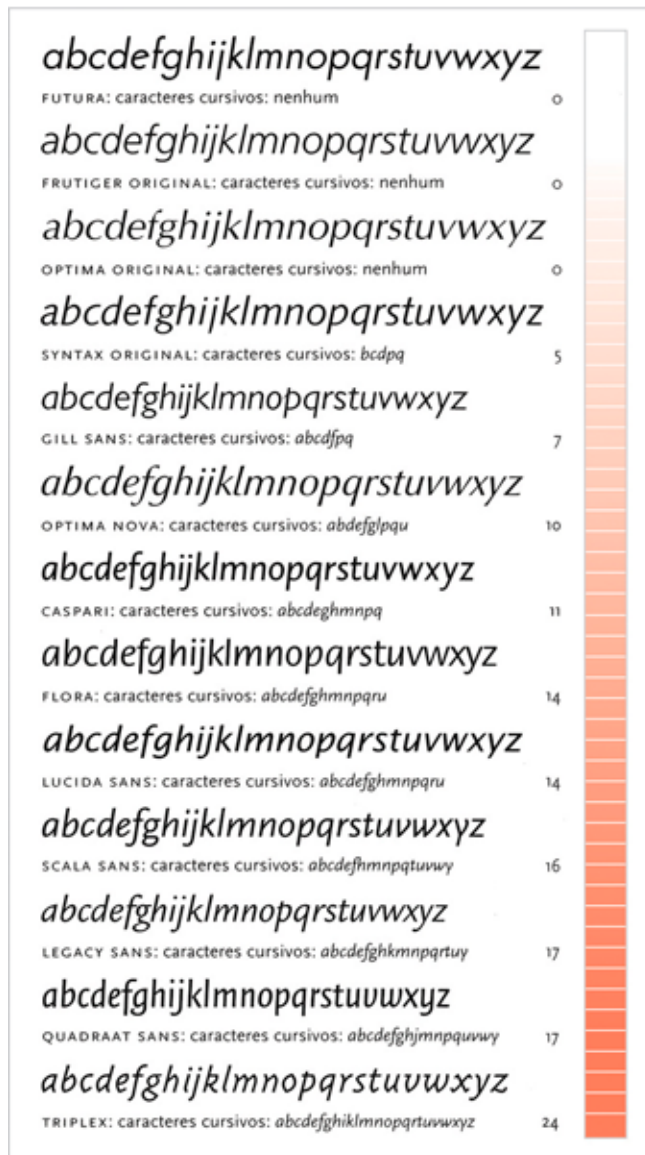 abcdefghijklmnopqrstuvwxyz
FUTURA: caracteres cursivos: nenhum 0
abcdefghijklmnopqrstuvwxyz
FRUTIGER ORIGINAL: caracteres cursivos: nenhum 0
abcdefghijklmnopqrstuvwxyz
OPTIMA ORIGINAL: caracteres cursivos: nenhum 0
abcdefghijklmnopqrstuvwxyz
SYNTAX ORIGINAL: caracteres cursivos: bcdpq 5
abcdefghijklmnopqrstuvwxyz
GILL SANS: caracteres cursivos: abcdfpq 7
abcdefghijklmnopqrstuvwxyz
OPTIMA NOVA: caracteres cursivos: abdefglpqu 10
abcdefghijklmnopqrstuvwxyz
CASPARI: caracteres cursivos: abcdeghmnpq 11
abcdefghijklmnopqrstuvwxyz
FLORA: caracteres cursivos: abcdefghmnpqru 14
abcdefghijklmnopqrstuvwxyz
LUCIDA SANS: caracteres cursivos: abcdefghmnpqru 14
abcdefghijklmnopqrstuvwxyz
SCALA SANS: caracteres cursivos: abcdefhmnpqtuvwy 16
abcdefghijklmnopqrstuvwxyz
LEGACY SANS: caracteres cursivos: abcdefghkmnpqrtuy 17
abcdefghijklmnopqrstuvwxyz
QUADRAAT SANS: caracteres cursivos: abcdefghjmnpquvwy 17
abcdefghijklmnopqrstuvwxyz
TRIPLEX: caracteres cursivos: abcdefghiklmnopqrtuvwxyz 24